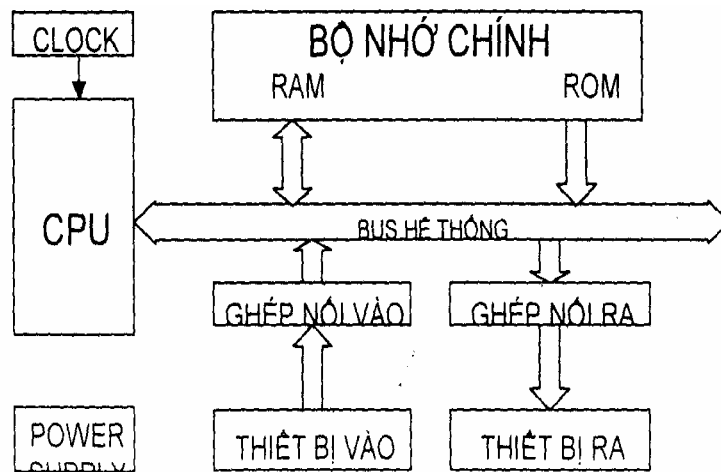 CLOCK
BỘ NHỚ CHÍNH
RAM ROM
CPU
BUS HỆ THỐNG
GHÉP NỐI VÀO GHÉP NỐI RA
POWER THIẾT BỊ VÀO THIẾT BỊ RA
SUPPLY